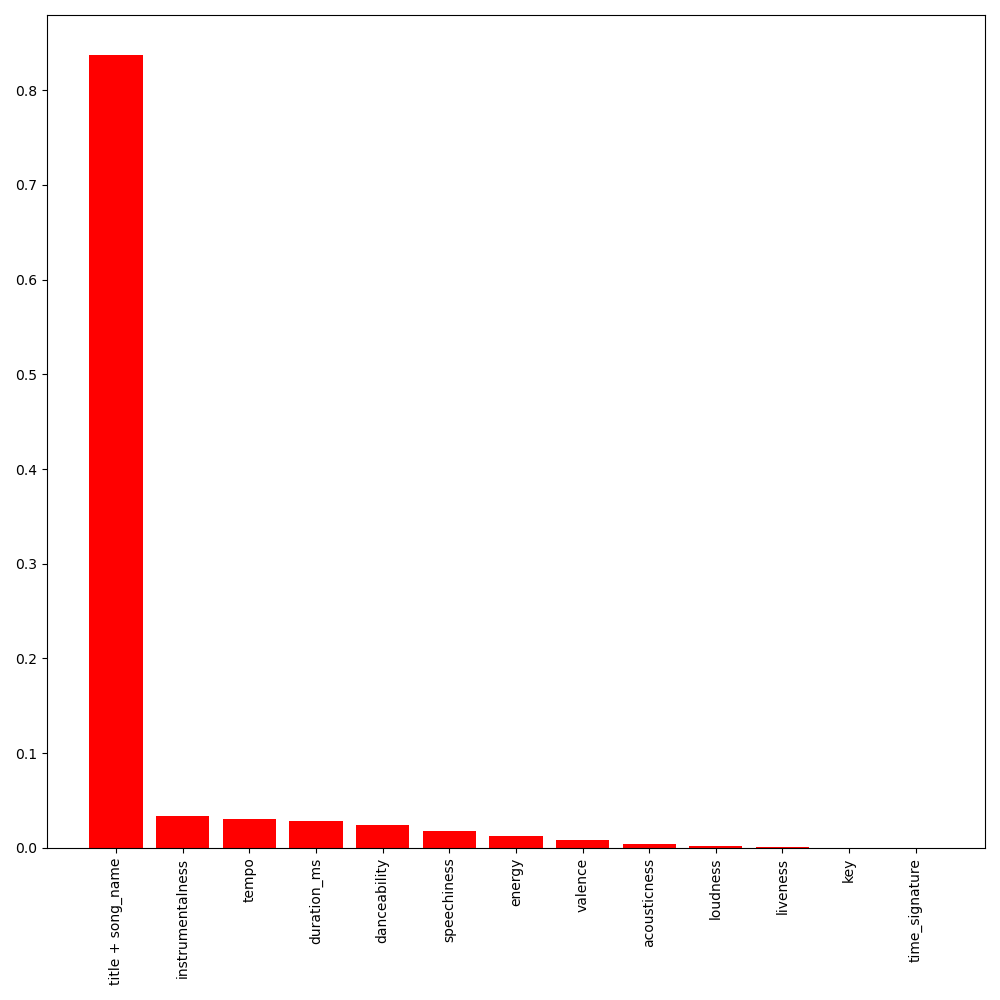 0.8
0.7
0.6
0.5
0.4
0.3
0.2
0.1
0.0
title + song_name
instrumentalness
tempo
duration_ms
danceability
speechiness
energy
valence
acousticness
loudness
liveness
key
time_signature